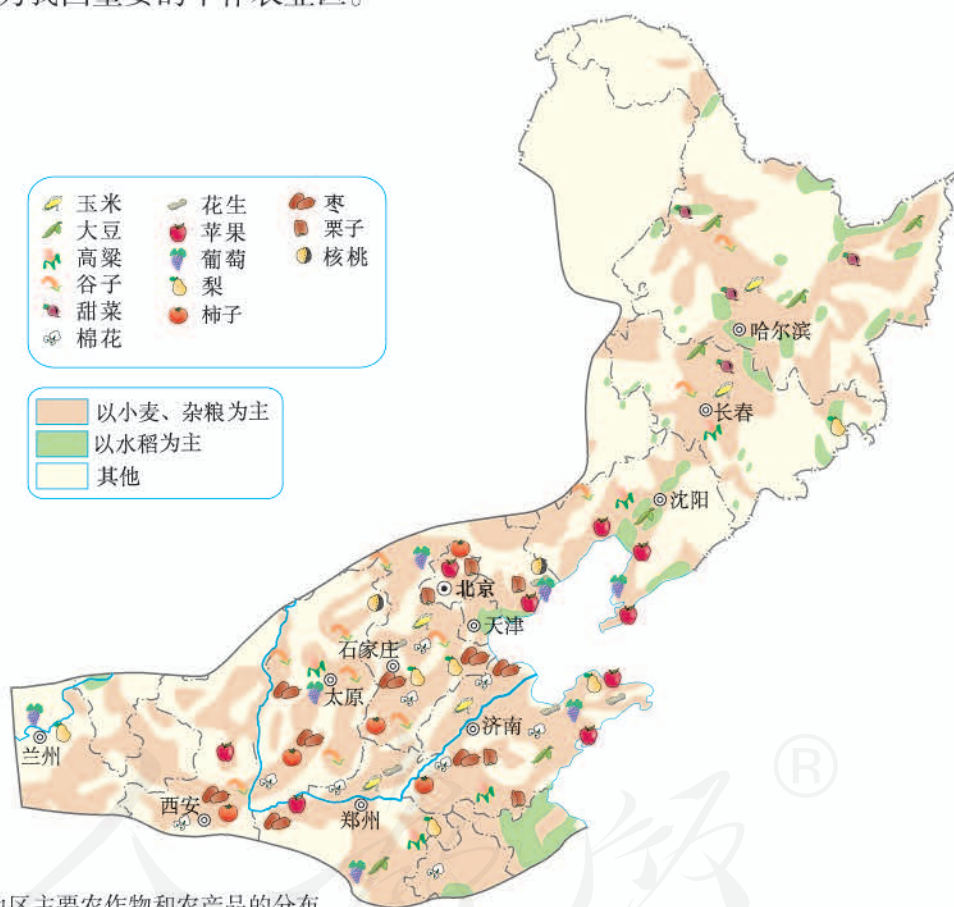 为我国重要的旱作农业区。
玉米
大豆
高粱
谷子
甜菜
棉花
花生
苹果
葡萄
梨
柿子
枣
栗子
核桃
以小麦、杂粮为主
以水稻为主
其他
哈尔滨
长春
沈阳
北京
天津
石家庄
太原
济南
兰州
西安
郑州
®
地区主要农作物和农产品的分布